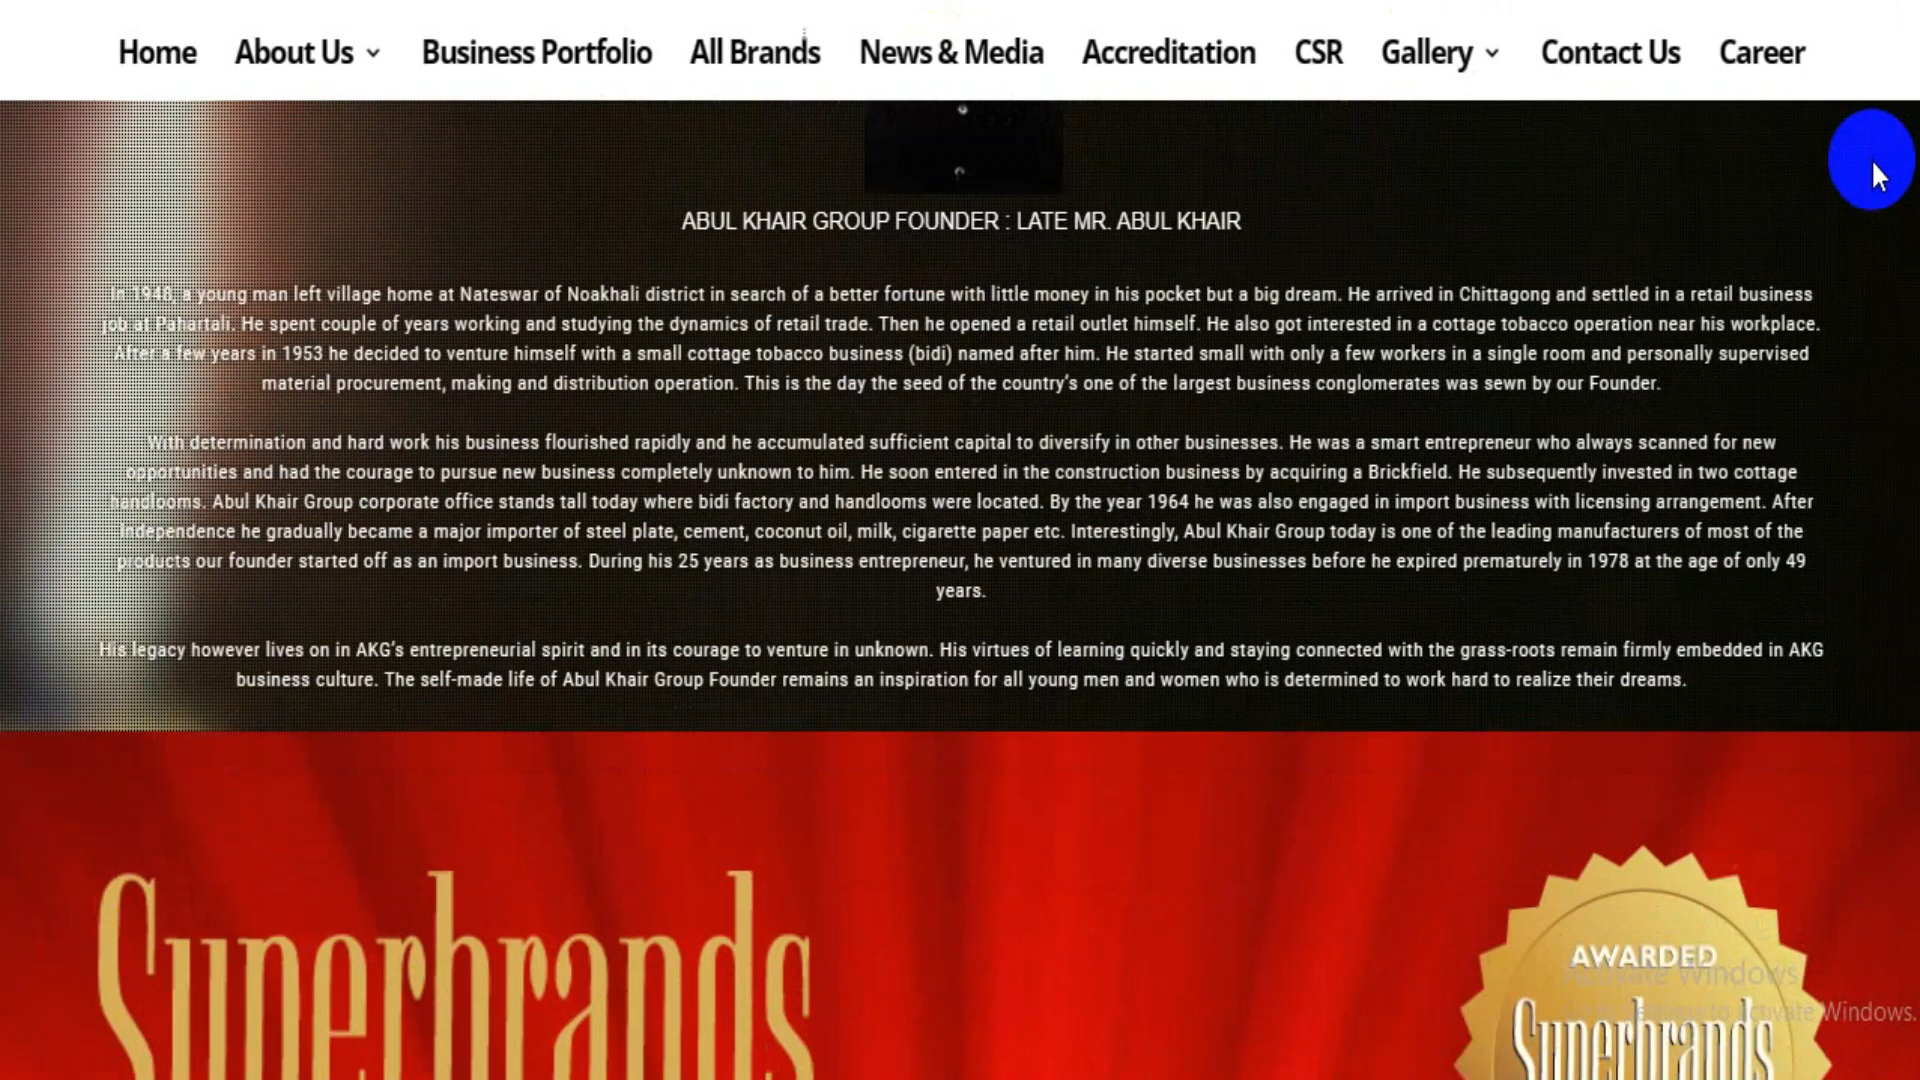 Home About Us Business Portfolio All Brands News & Media Accreditation CSR Gallery Contact Us Career
ABUL KHAIR GROUP FOUNDER : LATE MR. ABUL KHAIR
In 1948, a young man left village home at Nateswar of Noakhali district in search of a better fortune with little money in his pocket but a big dream. He arrived in Chittagong and settled in a retail business
job at Pahartali. He spent couple of years working and studying the dynamics of retail trade. Then he opened a retail outlet himself. He also got interested in a cottage tobacco operation near his workplace.
After a few years in 1953 he decided to venture himself with a small cottage tobacco business (bidi) named after him. He started small with only a few workers in a single room and personally supervised
material procurement, making and distribution operation. This is the day the seed of the country’s one of the largest business conglomerates was sewn by our Founder.
With determination and hard work his business flourished rapidly and he accumulated sufficient capital to diversify in other businesses. He was a smart entrepreneur who always scanned for new
opportunities and had the courage to pursue new business completely unknown to him. He soon entered in the construction business by acquiring a Brickfield. He subsequently invested in two cottage
handlooms. Abul Khair Group corporate office stands tall today where bidi factory and handlooms were located. By the year 1964 he was also engaged in import business with licensing arrangement. After
Independence he gradually became a major importer of steel plate, cement, coconut oil, milk, cigarette paper etc. Interestingly, Abul Khair Group today is one of the leading manufacturers of most of the
products our founder started off as an import business. During his 25 years as business entrepreneur, he ventured in many diverse businesses before he expired prematurely in 1978 at the age of only 49
years.
His legacy however lives on in AKG’s entrepreneurial spirit and in its courage to venture in unknown. His virtues of learning quickly and staying connected with the grass-roots remain firmly embedded in AKG
business culture. The self-made life of Abul Khair Group Founder remains an inspiration for all young men and women who is determined to work hard to realize their dreams.
Superbrands
AWARDED
Activate Windows
to activate Windows.
Superbrands